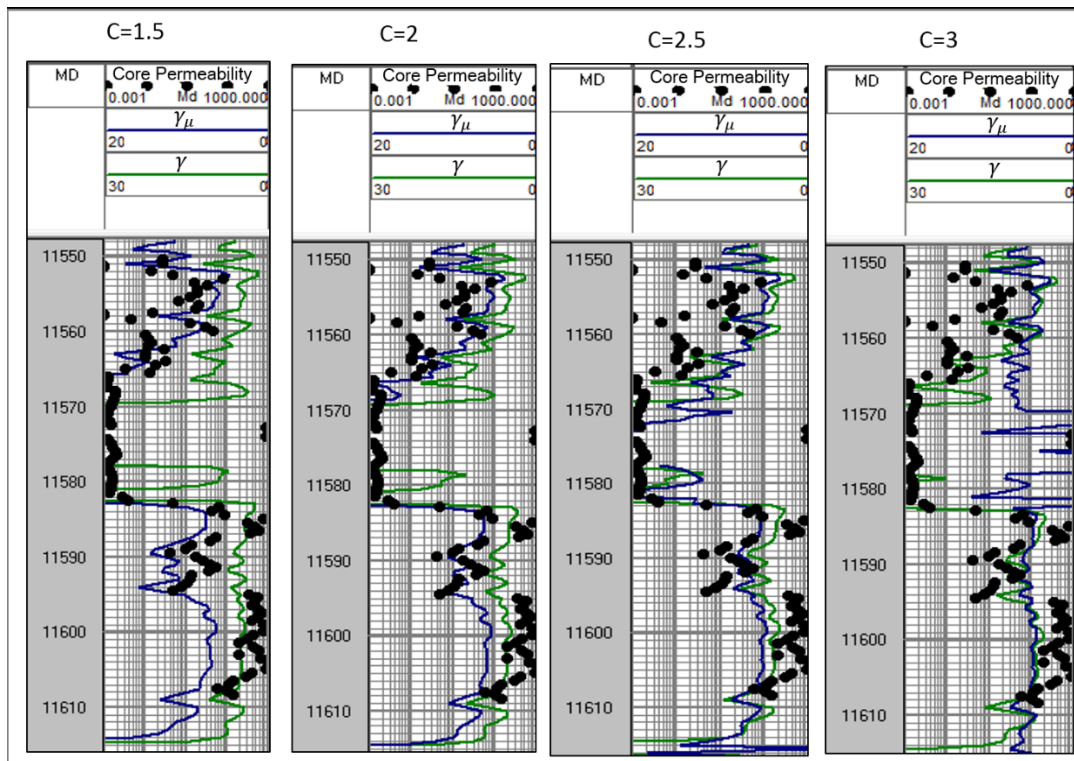 C=1.5 C=2 C=2.5 C=3
MD Core Permeability MD Core Permeability MD Core Permeability MD Core Permeability
0.001 Md 1000.000 0.001 Md 1000.000 0.001 Md 1000.000 0.001 Md 1000.000
γμ γμ γμ γμ
20 0 20 0 20 0 20 0
γ γ γ γ
30 0 30 0 30 0 30 0
11550 11550 11550 11550
11560 11560 11560 11560
11570 11570 11570 11570
11580 11580 11580 11580
11590 11590 11590 11590
11600 11600 11600 11600
11610 11610 11610 11610